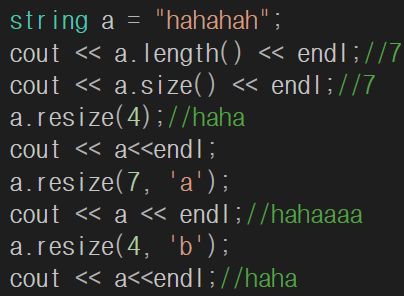 string a = "hahahah";
cout << a.length() << endl;//7
cout << a.size() << endl;//7
a.resize(4);//haha
cout << a<<endl;
a.resize(7, 'a');
cout << a << endl;//hahaaaa
a.resize(4, 'b');
cout << a<<endl;//haha